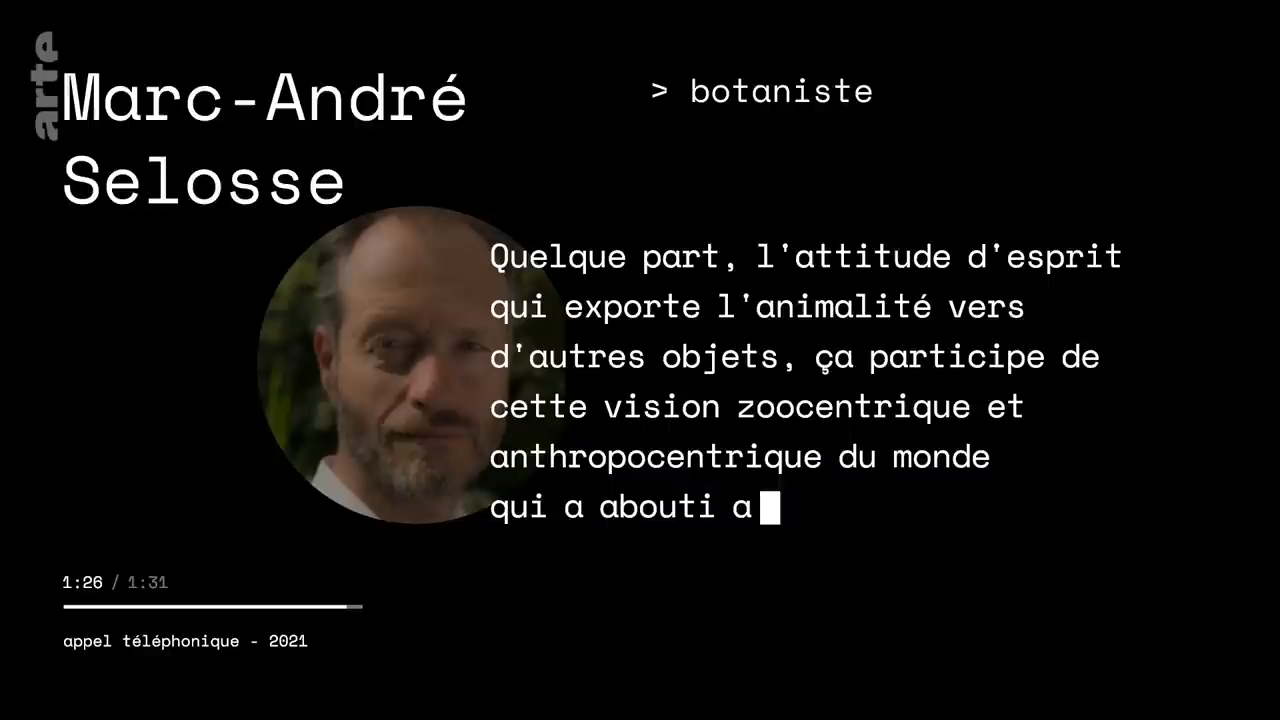 arte
Marc-André
Selosse
> botaniste
Quelque part, l'attitude d'esprit
qui exporte l'animalité vers
d'autres objets, ça participe de
cette vision zoocentrique et
anthropocentrique du monde
qui a abouti a
1:26 / 1:31
appel téléphonique - 2021